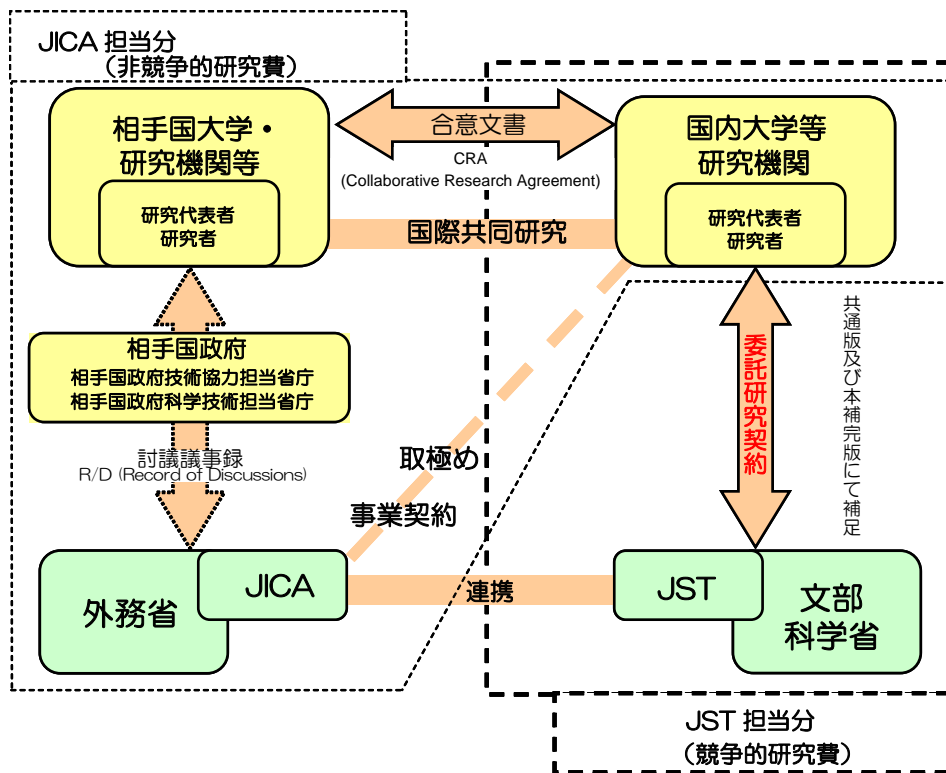 JICA 担当分
（非競争的研究費）
相手国大学・
研究機関等
研究代表者
研究者
合意文書
CRA
(Collaborative Research Agreement)
国際共同研究
国内大学等
研究機関
研究代表者
研究者
相手国政府
相手国政府技術協力担当省庁
相手国政府科学技術担当省庁
討議議事録
R/D (Record of Discussions)
取極め
事業契約
委託研究契約
共通版及び本補完版にて補足
外務省
JICA
連携
JST
文部
科学省
JST 担当分
（競争的研究費）